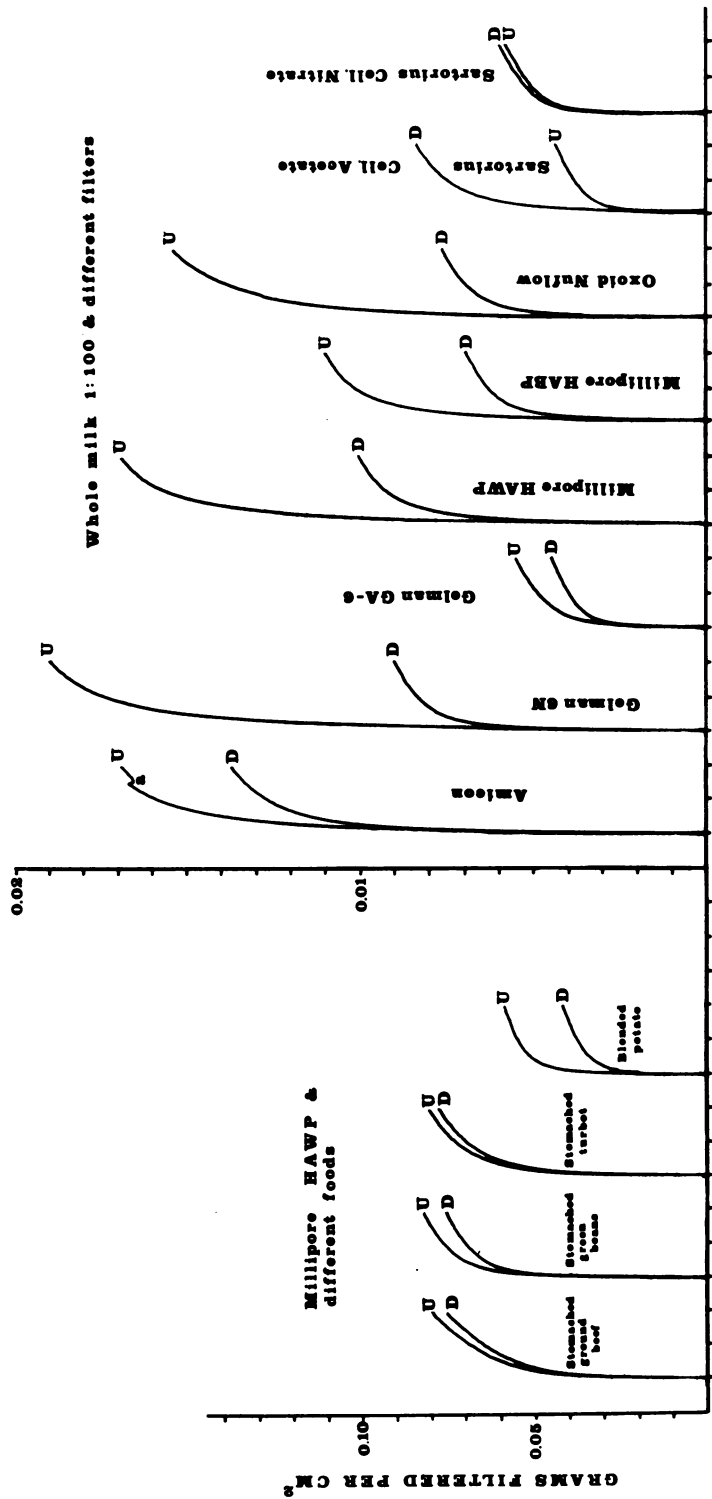 GRAMS FILTERED PER CM²
0.10
0.05
Millipore HAWP &
different foods
U
D
Stomached
ground
beef
U
D
Stomached
green
beans
U
D
Stomached
turbot
U
D
Blended
potato
0.02
0.01
Whole milk 1:100 & different filters
U
a
D
Amicon
U
D
Gelman 6N
U
D
Gelman GA-6
U
D
Millipore HAWP
U
D
Millipore HABP
U
D
Oxoid Nuflow
D
U
Sartorius
Cell. Acetate
D
U
Sartorius Cell. Nitrate